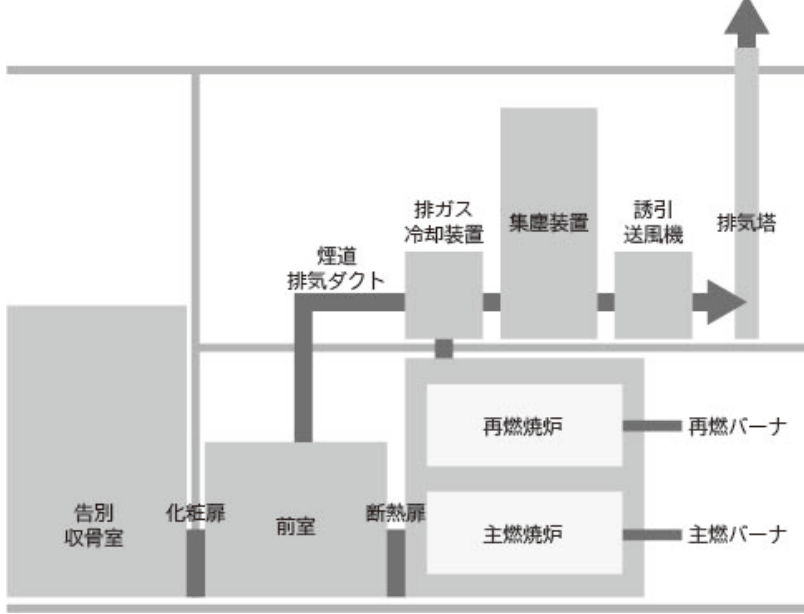 排ガス
冷却装置
集塵装置
誘引
送風機
排気塔
煙道
排気ダクト
再燃焼炉
再燃バーナ
告別
収骨室
化粧扉
前室
断熱扉
主燃焼炉
主燃バーナ